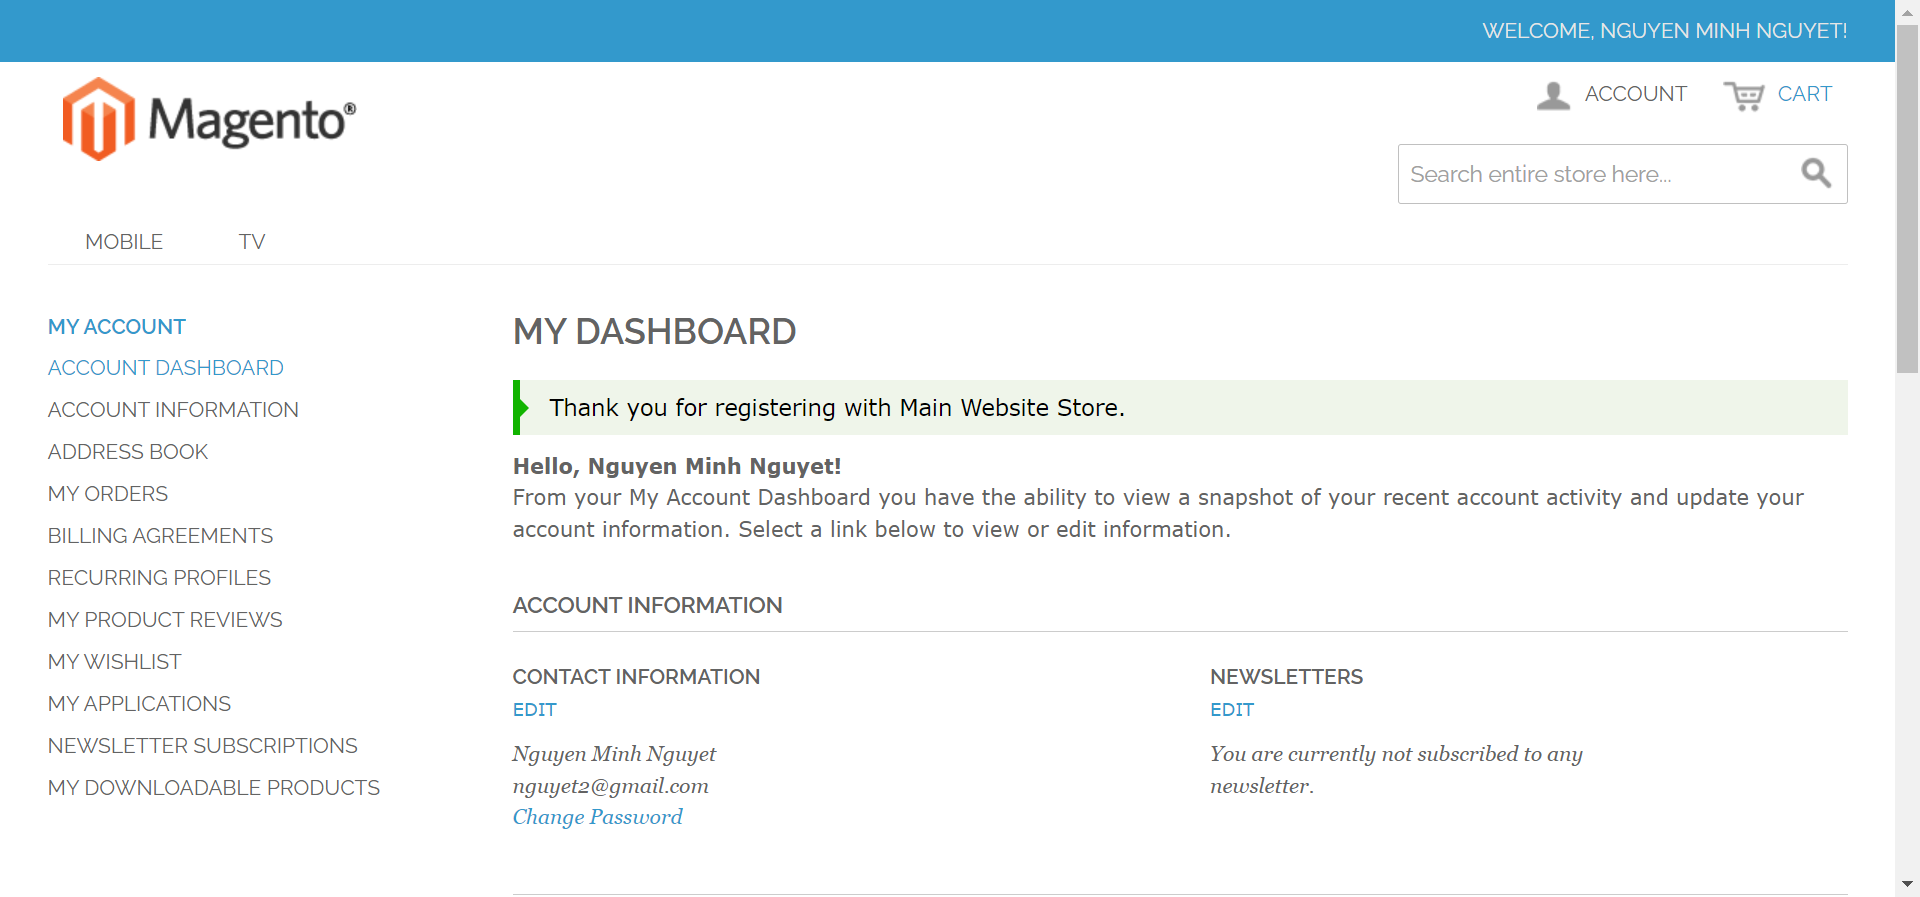 WELCOME, NGUYEN MINH NGUYET!
Magento®
ACCOUNT
CART
Search entire store here...
MOBILE
TV
MY ACCOUNT
ACCOUNT DASHBOARD
ACCOUNT INFORMATION
ADDRESS BOOK
MY ORDERS
BILLING AGREEMENTS
RECURRING PROFILES
MY PRODUCT REVIEWS
MY WISHLIST
MY APPLICATIONS
NEWSLETTER SUBSCRIPTIONS
MY DOWNLOADABLE PRODUCTS
MY DASHBOARD
Thank you for registering with Main Website Store.
Hello, Nguyen Minh Nguyet!
From your My Account Dashboard you have the ability to view a snapshot of your recent account activity and update your
account information. Select a link below to view or edit information.
ACCOUNT INFORMATION
CONTACT INFORMATION
EDIT
Nguyen Minh Nguyet
nguyet2@gmail.com
Change Password
NEWSLETTERS
EDIT
You are currently not subscribed to any
newsletter.